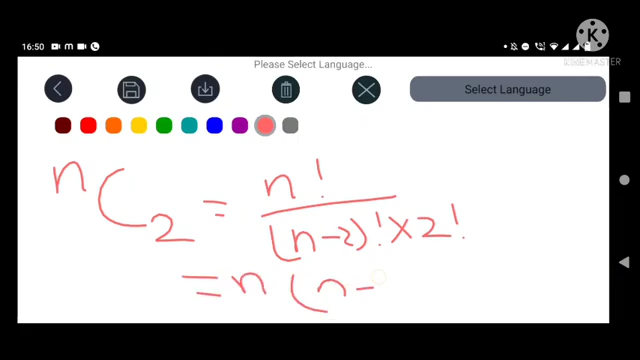 16:50
KINEMASTER
Please Select Language...
Select Language
nC2 = n! / (n-2)! × 2!
= n (n-